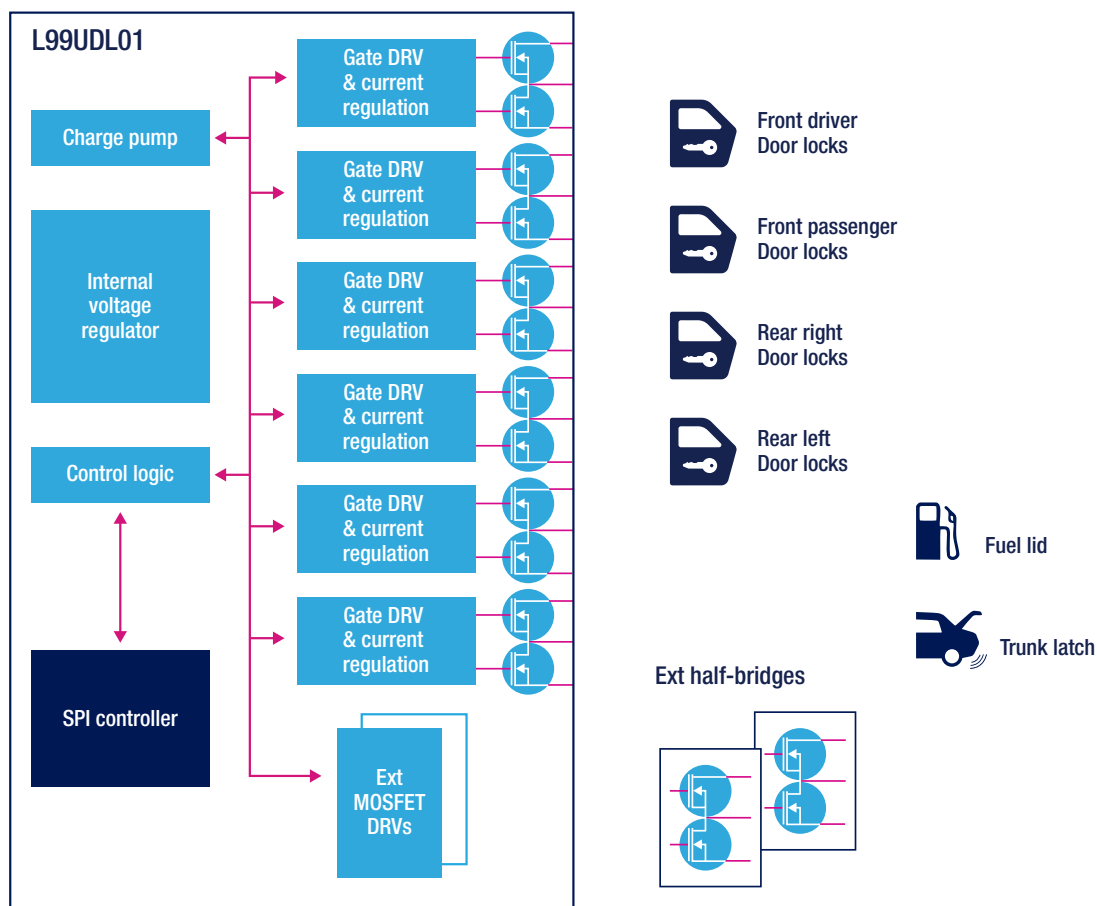 L99UDL01
Charge pump
Internal
voltage
regulator
Control logic
SPI controller
Gate DRV
& current
regulation
Gate DRV
& current
regulation
Gate DRV
& current
regulation
Gate DRV
& current
regulation
Gate DRV
& current
regulation
Gate DRV
& current
regulation
Ext
MOSFET
DRVs
Front driver
Door locks
Front passenger
Door locks
Rear right
Door locks
Rear left
Door locks
Fuel lid
Trunk latch
Ext half-bridges